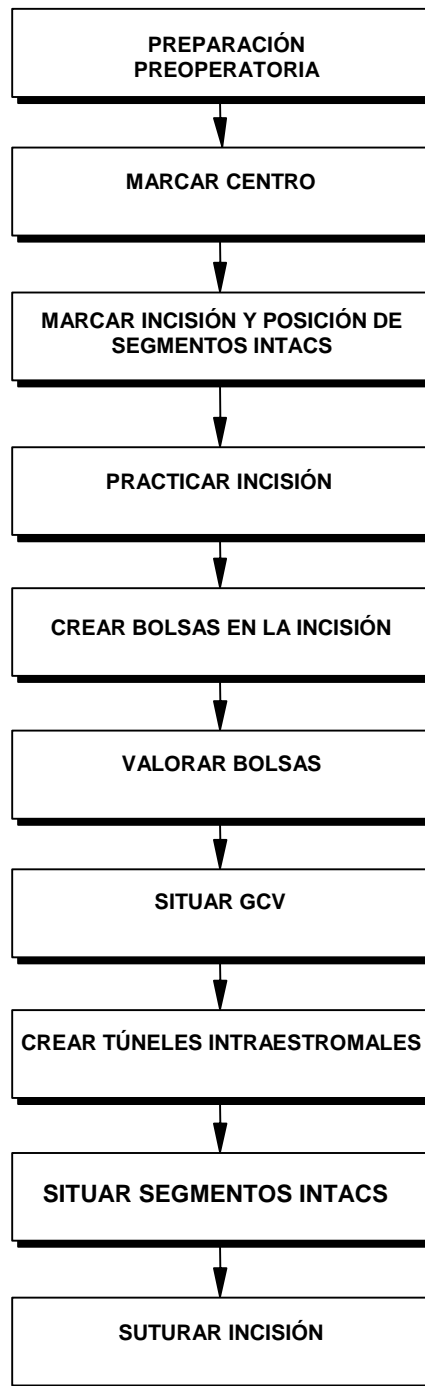 PREPARACIÓN
PREOPERATORIA
MARCAR CENTRO
MARCAR INCISIÓN Y POSICIÓN DE
SEGMENTOS INTACS
PRACTICAR INCISIÓN
CREAR BOLSAS EN LA INCISIÓN
VALORAR BOLSAS
SITUAR GCV
CREAR TÚNELES INTRAESTROMALES
SITUAR SEGMENTOS INTACS
SUTURAR INCISIÓN